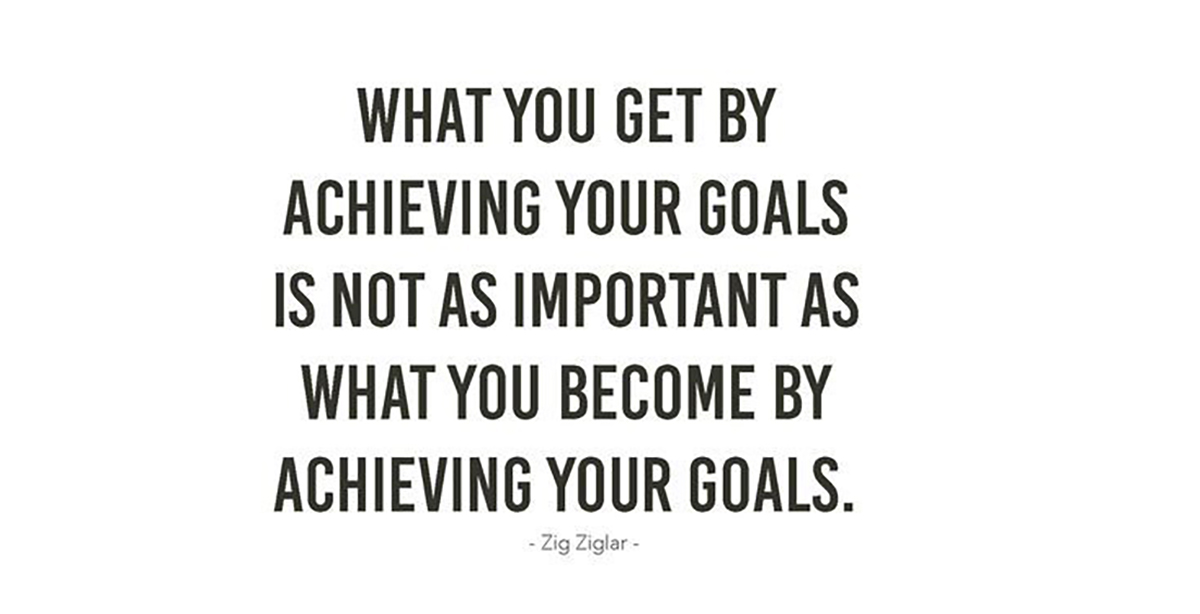 WHAT YOU GET BY
ACHIEVING YOUR GOALS
IS NOT AS IMPORTANT AS
WHAT YOU BECOME BY
ACHIEVING YOUR GOALS.
- Zig Ziglar -